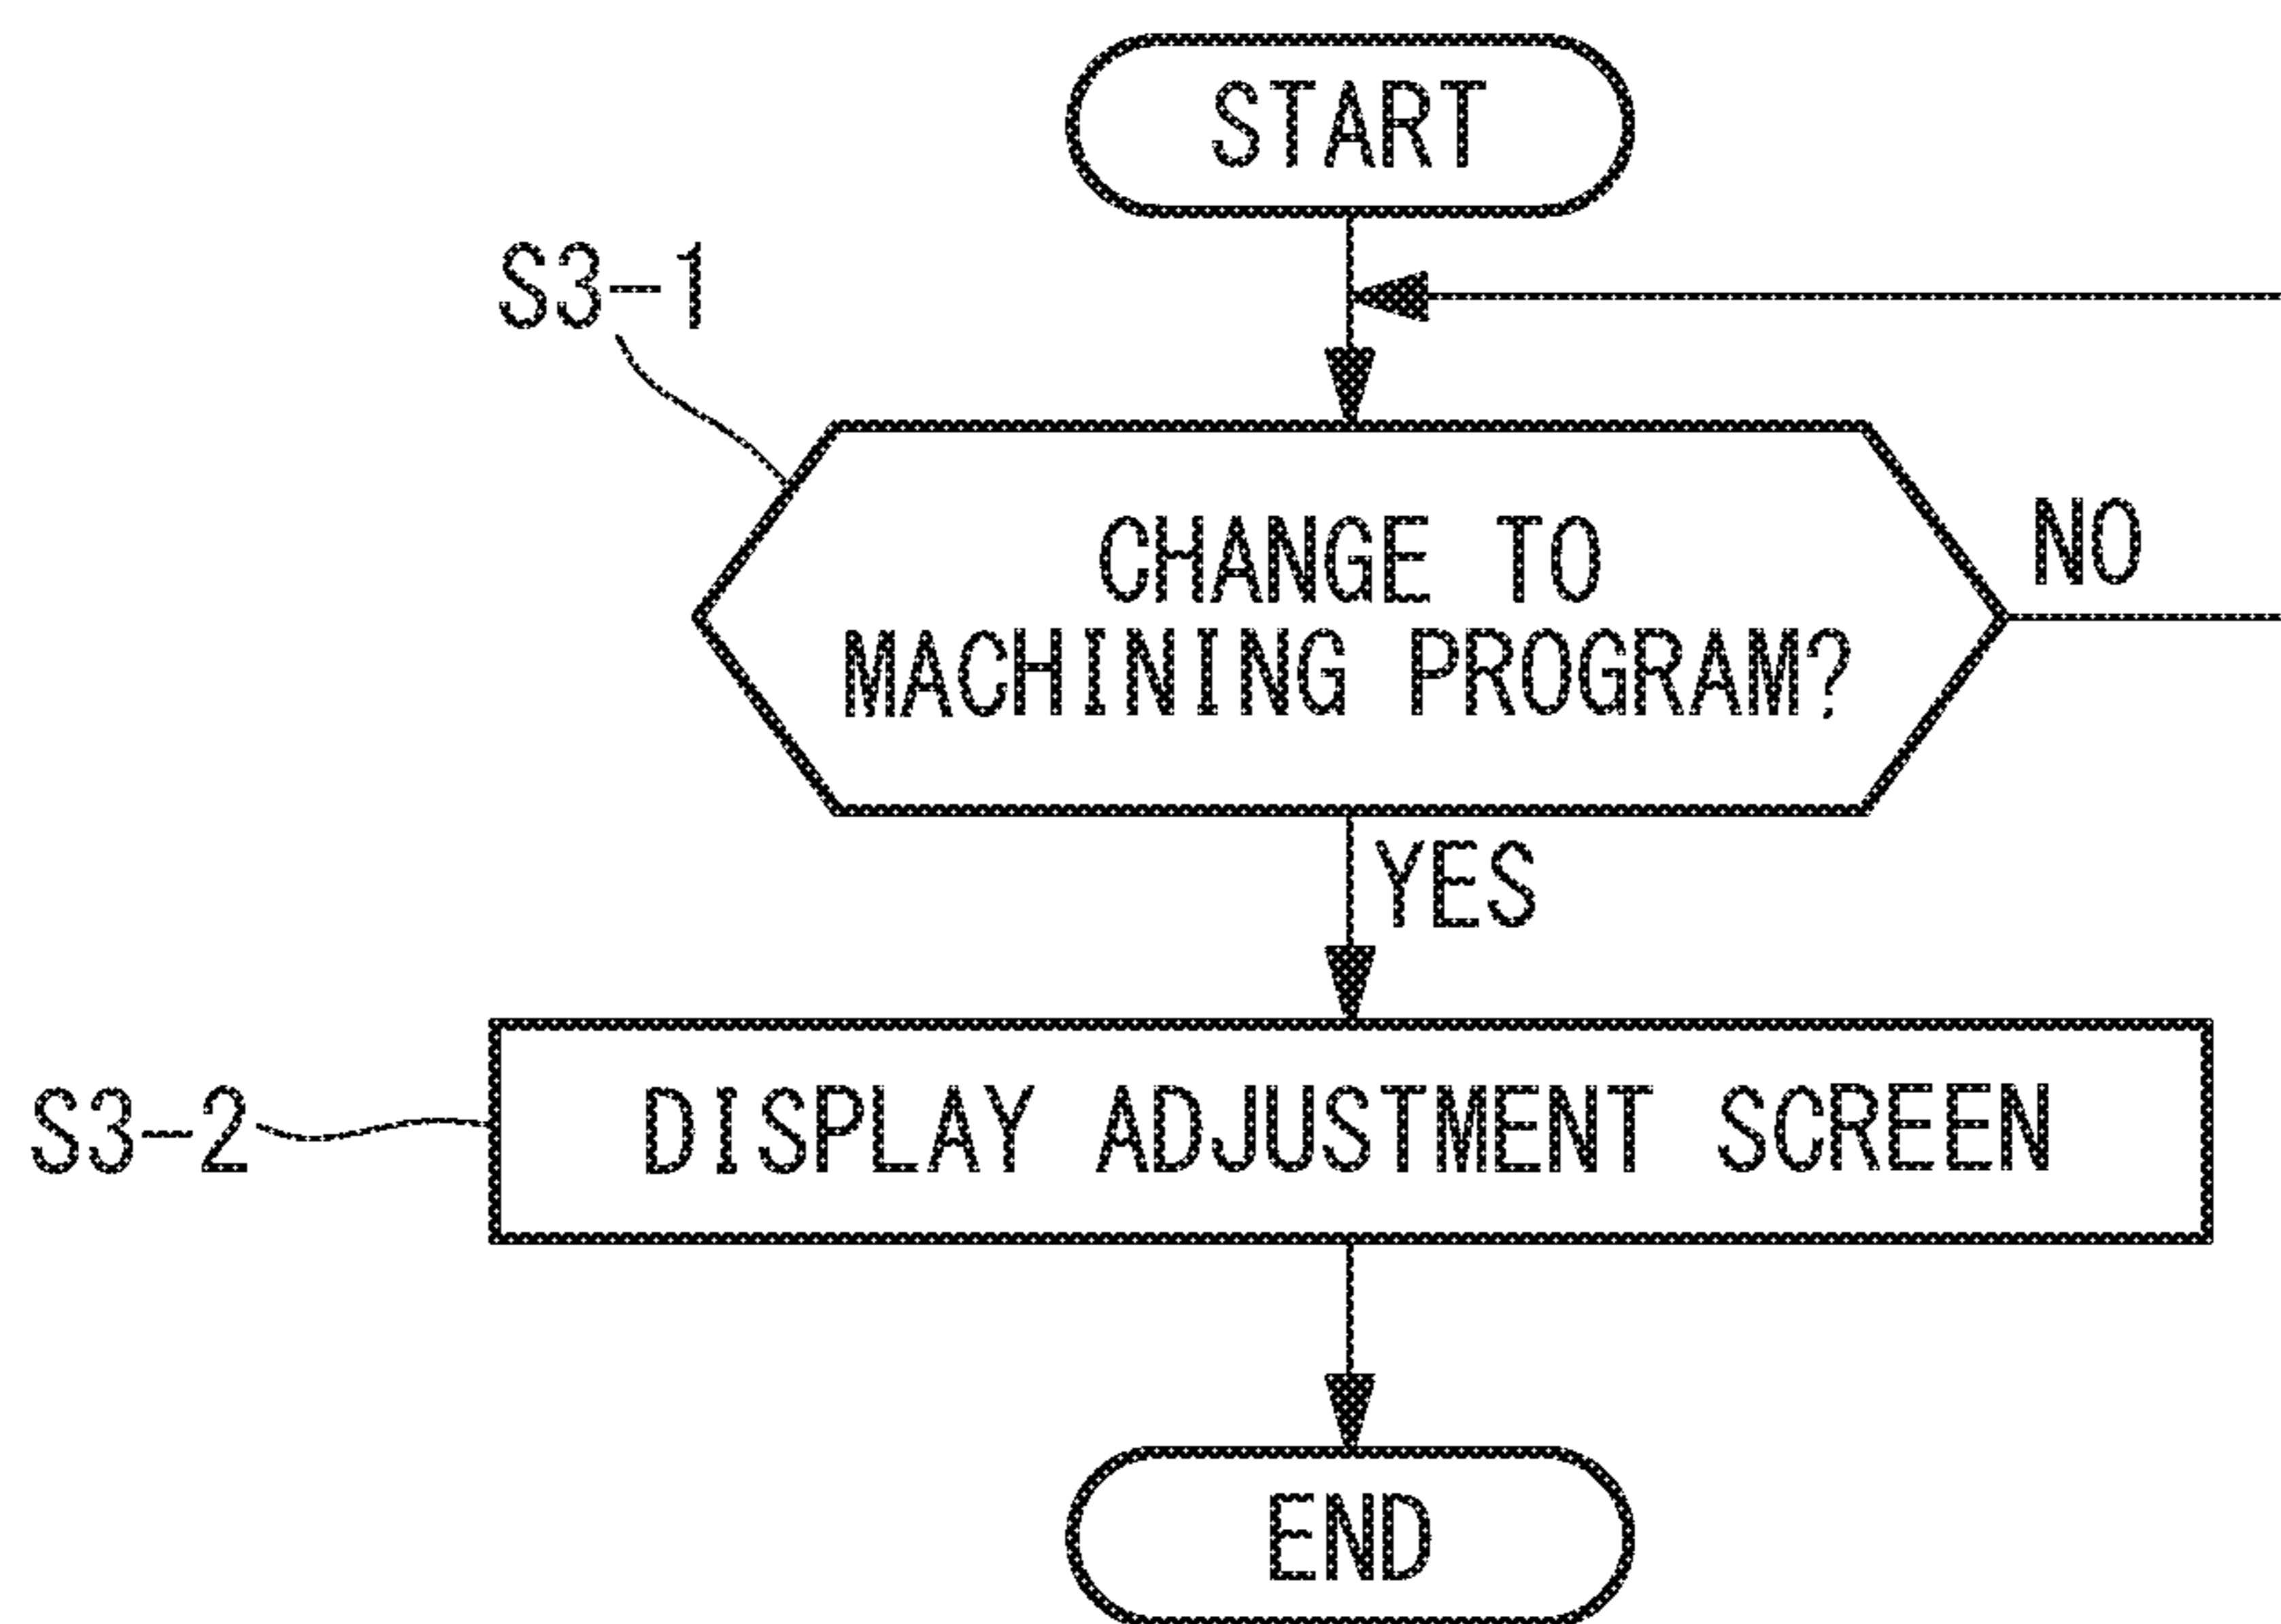 START
S3-1
CHANGE TO
MACHINING PROGRAM?
NO
YES
S3-2
DISPLAY ADJUSTMENT SCREEN
END